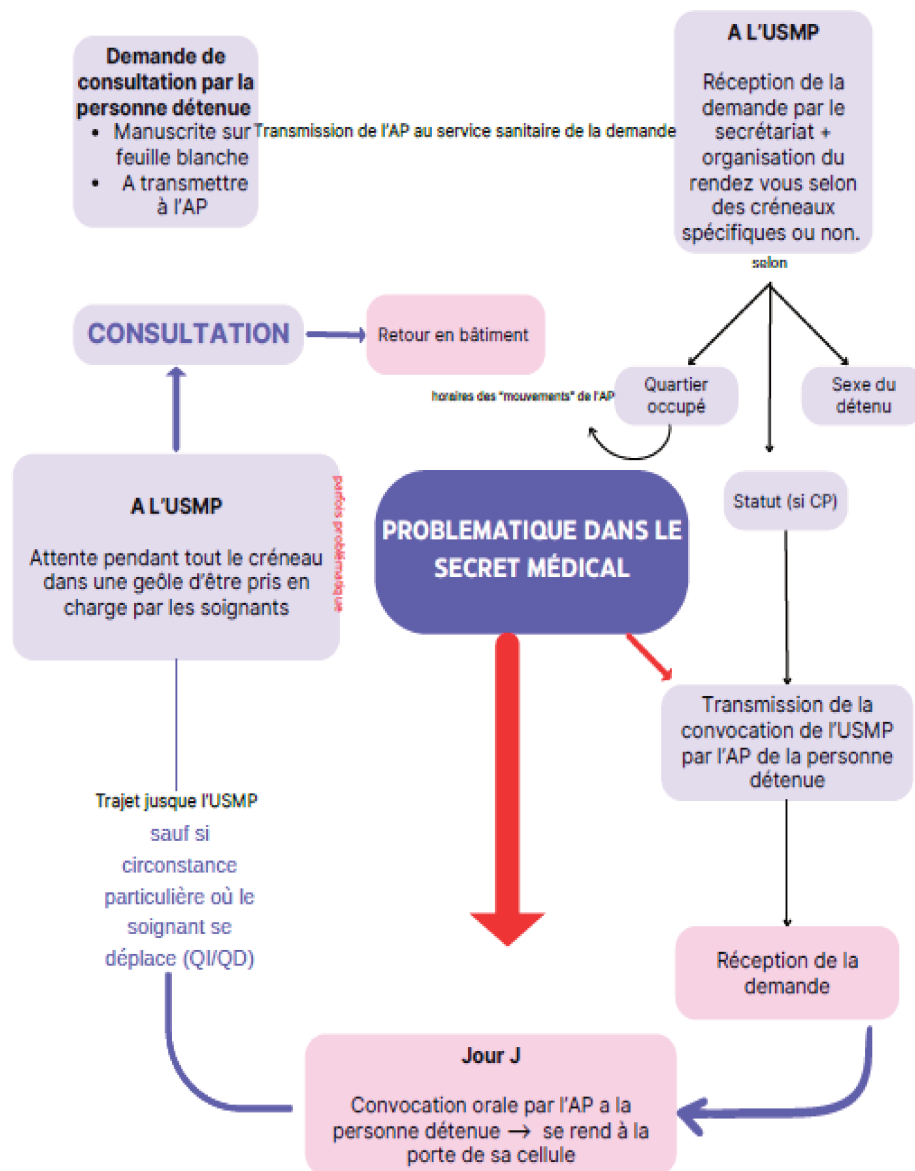 Demande de
consultation par la
personne détenue
• Manuscrite sur
feuille blanche
• A transmettre
à l'AP
Transmission de l'AP au service sanitaire de la demande
A L'USMP
Réception de la
demande par le
secrétariat +
organisation du
rendez vous selon
des créneaux
spécifiques ou non.
selon
Quartier
occupé
Sexe du
détenu
horaires des "mouvements" de l'AP
Statut (si CP)
CONSULTATION
Retour en bâtiment
A L'USMP
Attente pendant tout le créneau
dans une geôle d'être pris en
charge par les soignants
parfois problématique
PROBLEMATIQUE DANS LE
SECRET MÉDICAL
Transmission de la
convocation de l'USMP
par l'AP de la personne
détenue
Réception de la
demande
Jour J
Convocation orale par l'AP a la
personne détenue → se rend à la
porte de sa cellule
Trajet jusque l'USMP
sauf si
circonstance
particulière où le
soignant se
déplace (QI/QD)